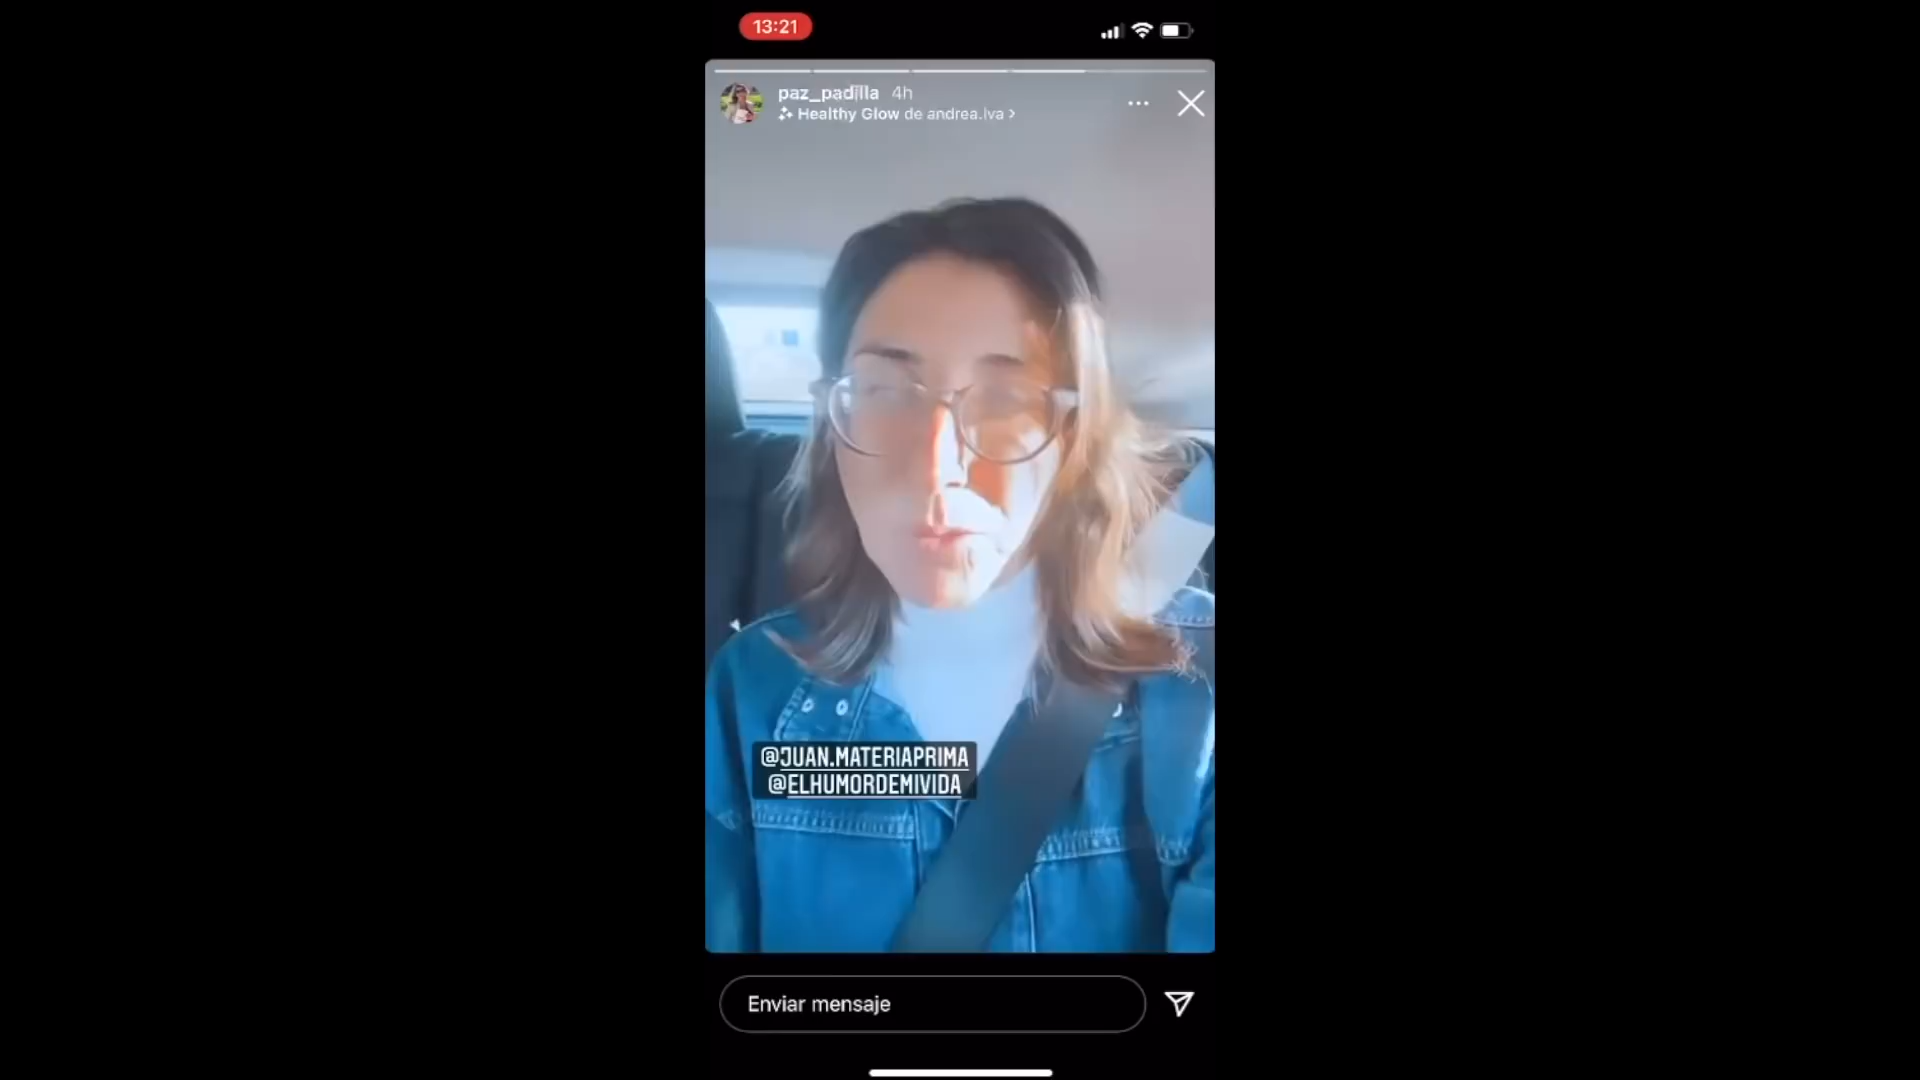 13:21
paz_padilla 4h
Healthy Glow de andrea.lva >
@JUAN.MATERIAPRIMA
@ELHUMORDEMIVIDA
Enviar mensaje